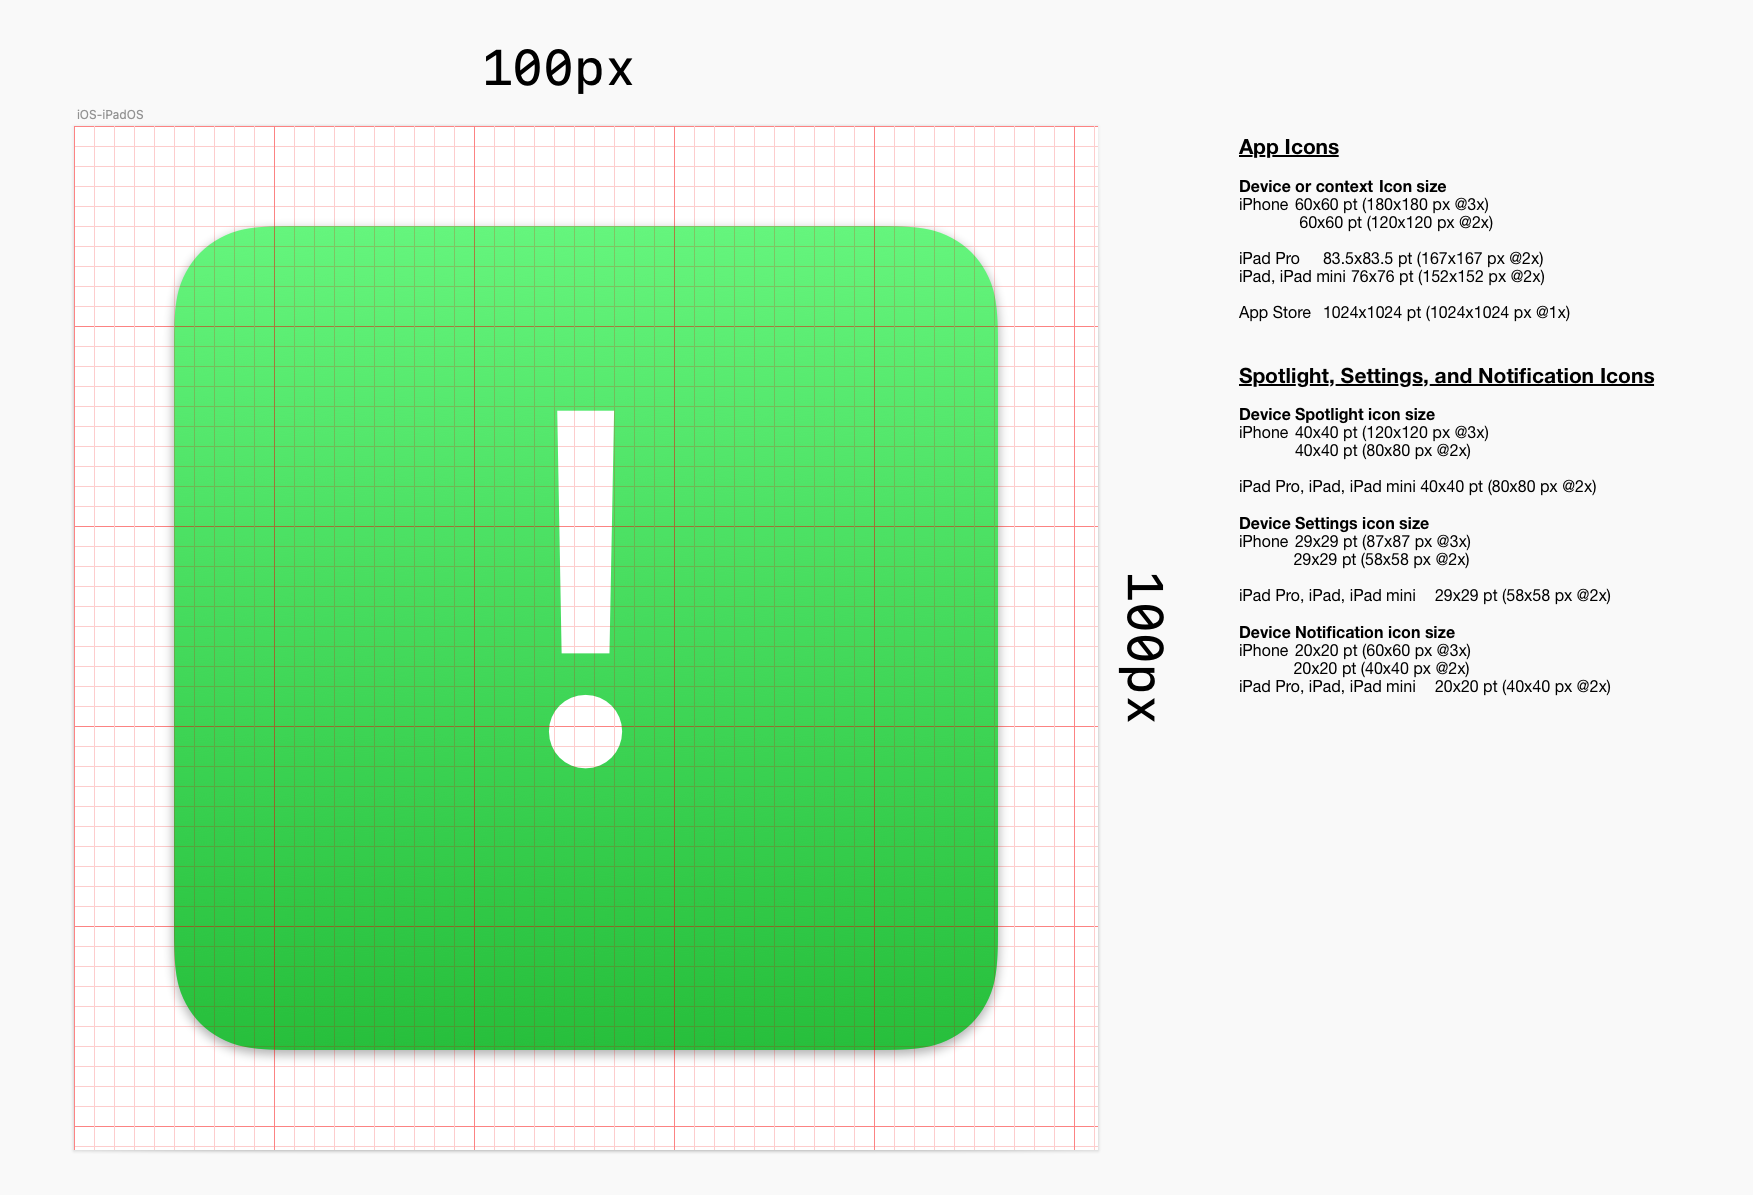 100px
iOS-iPadOS
!
100px
App Icons
Device or context Icon size
iPhone 60x60 pt (180x180 px @3x)
60x60 pt (120x120 px @2x)
iPad Pro 83.5x83.5 pt (167x167 px @2x)
iPad, iPad mini 76x76 pt (152x152 px @2x)
App Store 1024x1024 pt (1024x1024 px @1x)
Spotlight, Settings, and Notification Icons
Device Spotlight icon size
iPhone 40x40 pt (120x120 px @3x)
40x40 pt (80x80 px @2x)
iPad Pro, iPad, iPad mini 40x40 pt (80x80 px @2x)
Device Settings icon size
iPhone 29x29 pt (87x87 px @3x)
29x29 pt (58x58 px @2x)
iPad Pro, iPad, iPad mini 29x29 pt (58x58 px @2x)
Device Notification icon size
iPhone 20x20 pt (60x60 px @3x)
20x20 pt (40x40 px @2x)
iPad Pro, iPad, iPad mini 20x20 pt (40x40 px @2x)